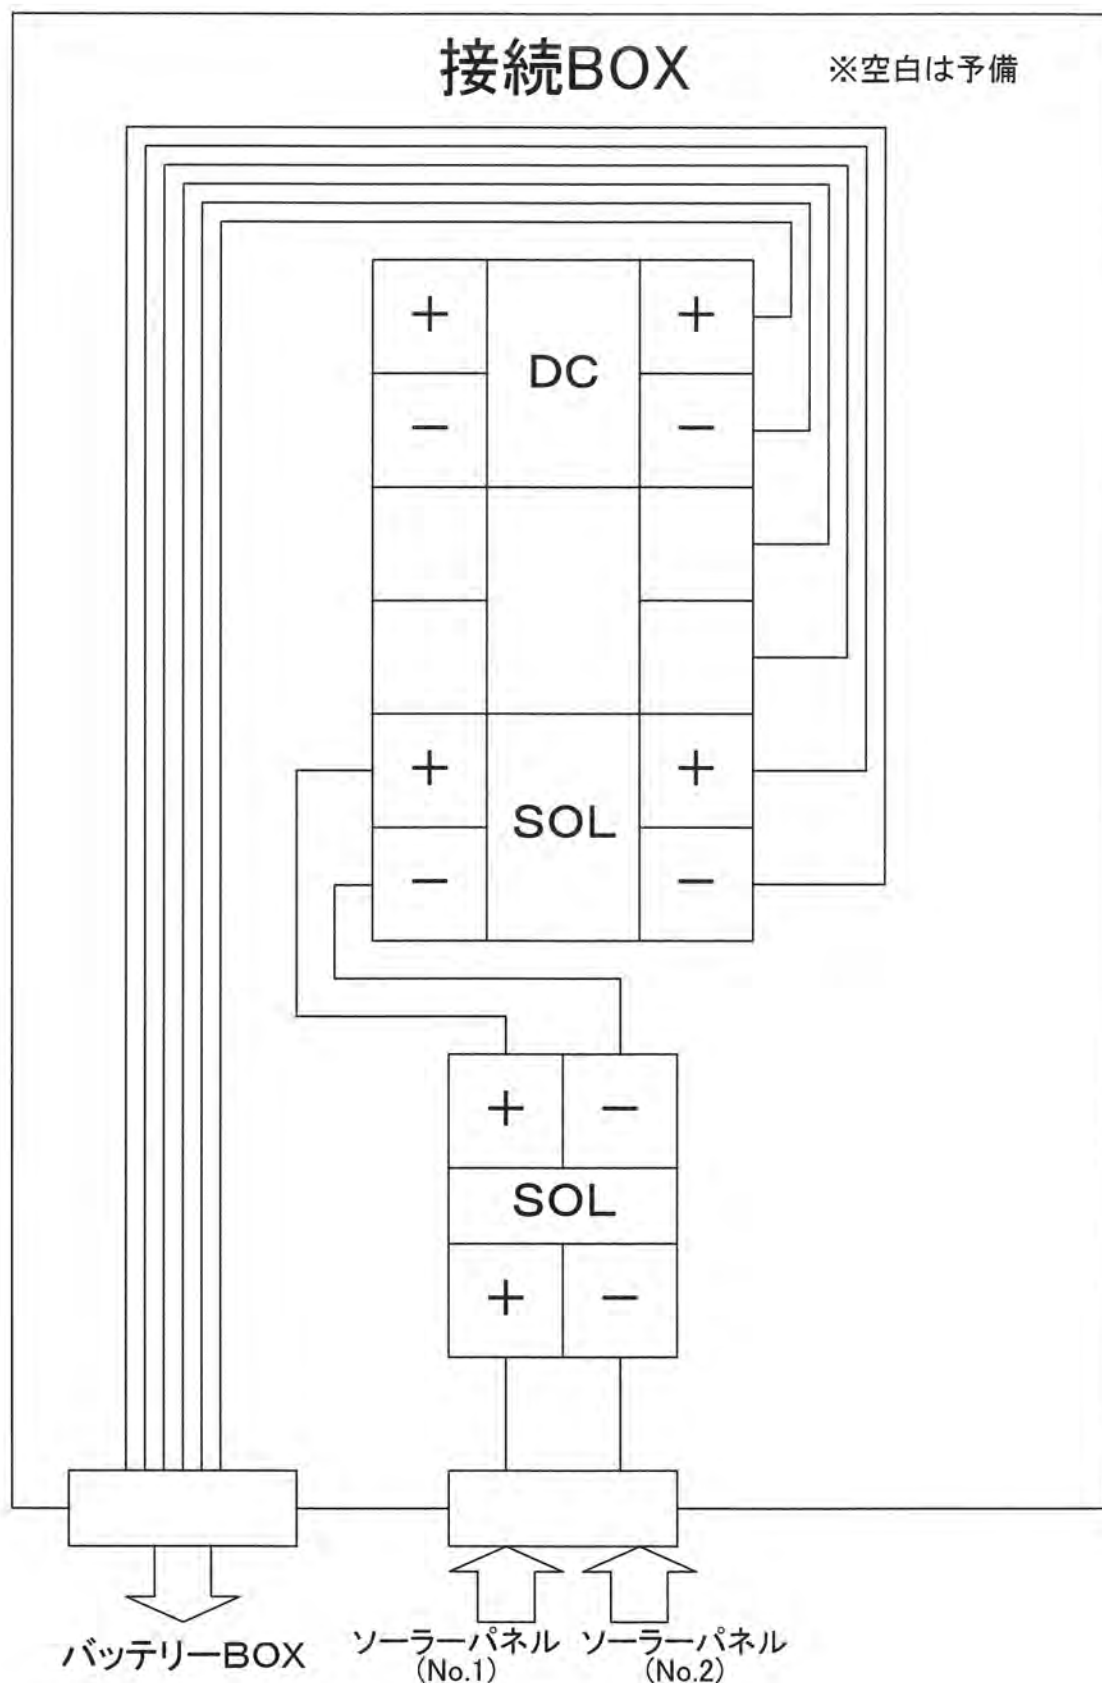 接続BOX ※空白は予備
+ DC +
− −
+ SOL +
− −
+ −
SOL
+ −
バッテリーBOX
ソーラーパネル
(No.1)
ソーラーパネル
(No.2)